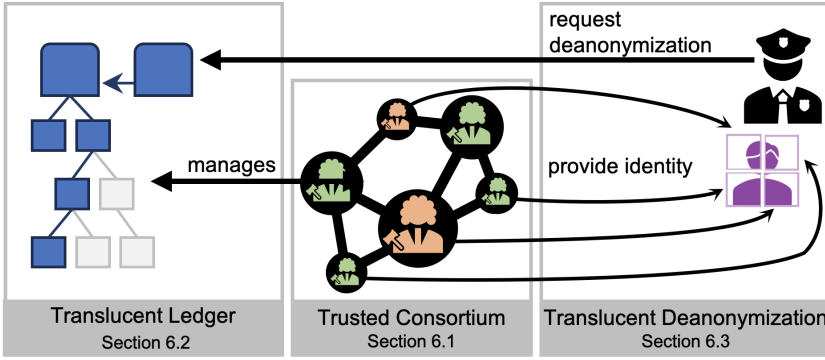 request
deanonymization
manages
provide identity
Translucent Ledger
Section 6.2
Trusted Consortium
Section 6.1
Translucent Deanonymization
Section 6.3